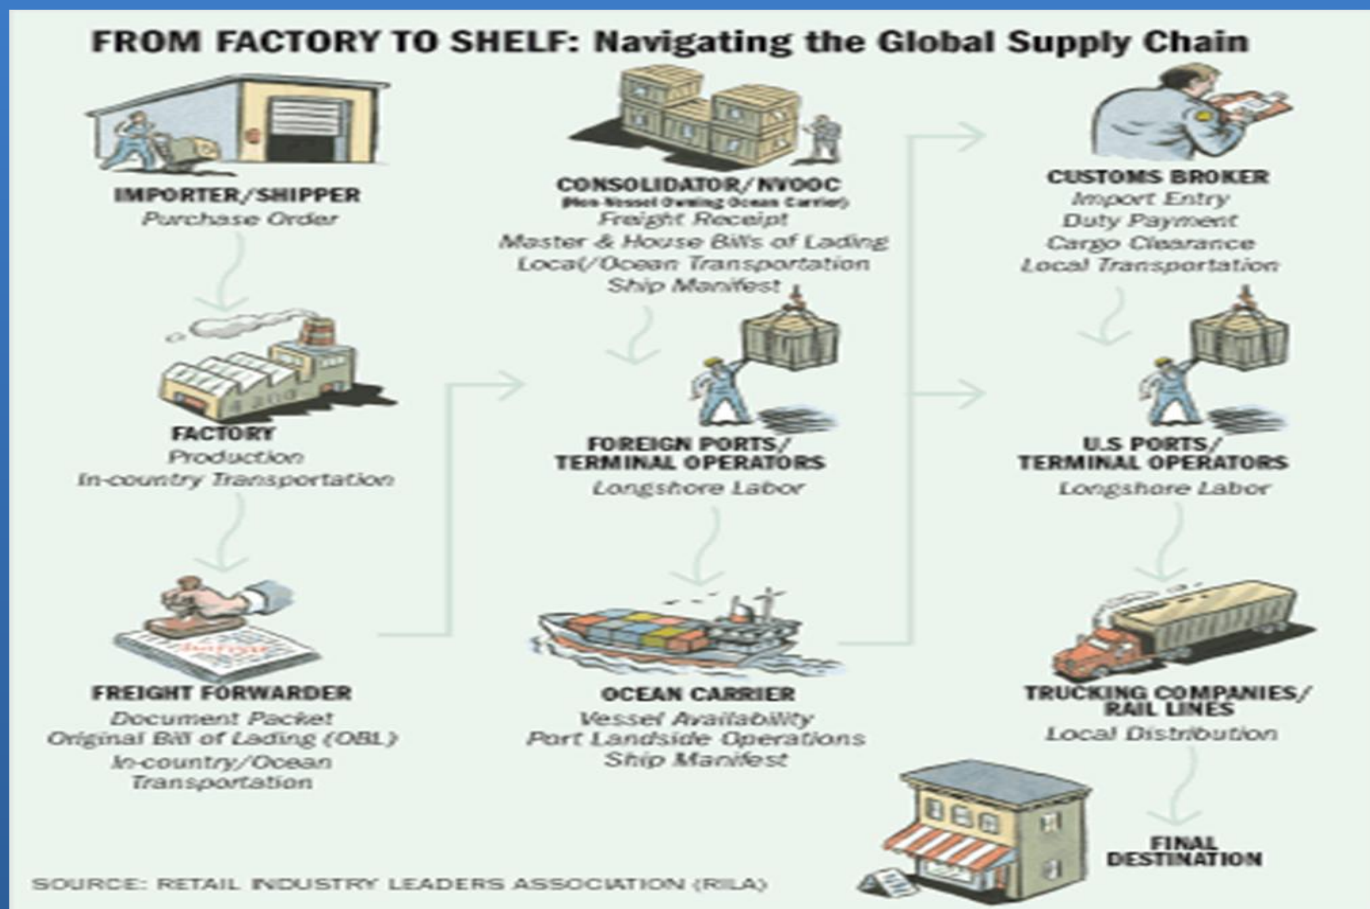 FROM FACTORY TO SHELF: Navigating the Global Supply Chain
IMPORTER/SHIPPER
Purchase Order
FACTORY
Production
In-country Transportation
FREIGHT FORWARDER
Document Packet
Original Bill of Lading (OBL)
In-country/Ocean
Transportation
CONSOLIDATOR/NVOOC
(Non-Vessel Owning Ocean Carrier)
Freight Receipt
Master & House Bills of Lading
Local/Ocean Transportation
Ship Manifest
FOREIGN PORTS/
TERMINAL OPERATORS
Longshore Labor
OCEAN CARRIER
Vessel Availability
Port Landside Operations
Ship Manifest
CUSTOMS BROKER
Import Entry
Duty Payment
Cargo Clearance
Local Transportation
U.S PORTS/
TERMINAL OPERATORS
Longshore Labor
TRUCKING COMPANIES/
RAIL LINES
Local Distribution
FINAL
DESTINATION
SOURCE: RETAIL INDUSTRY LEADERS ASSOCIATION (RILA)